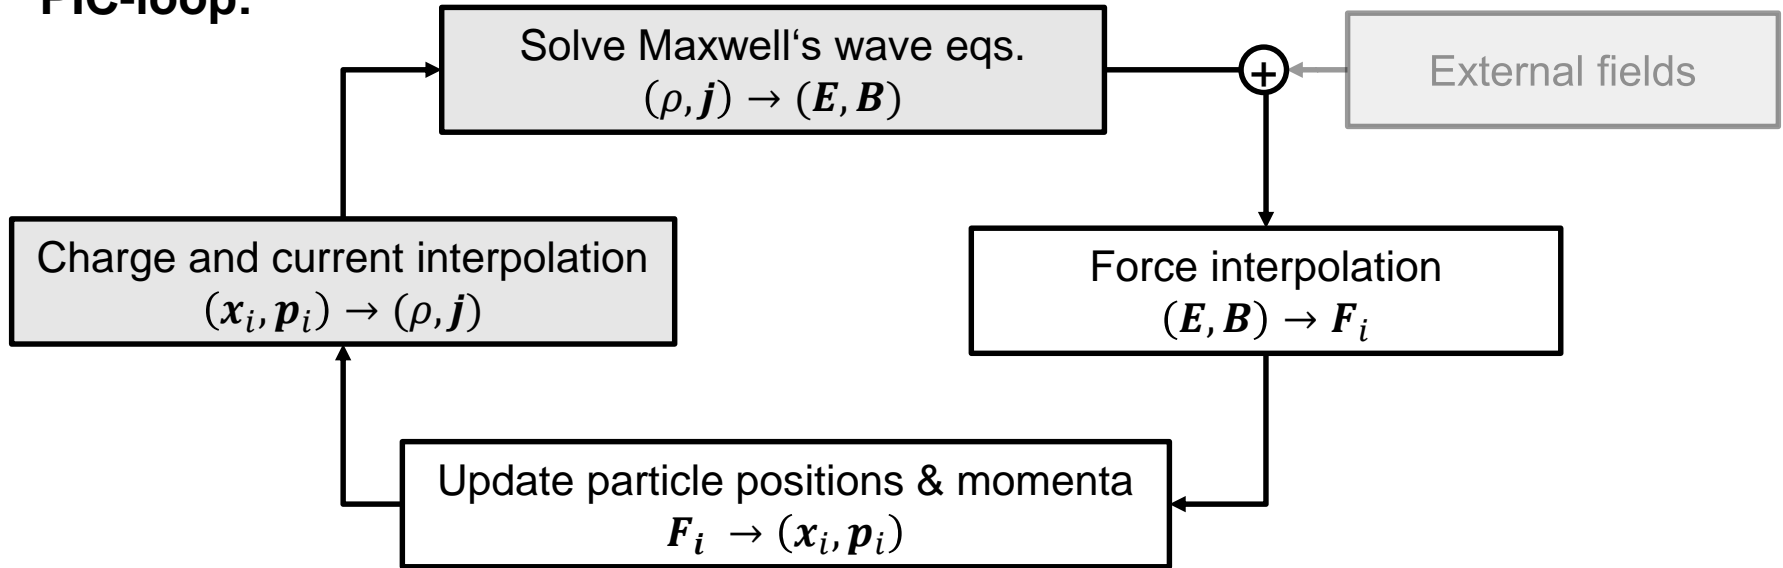 PIC-loop:
Solve Maxwell‘s wave eqs.
(ρ, j) → (E, B)
+
External fields
Charge and current interpolation
(xᵢ, pᵢ) → (ρ, j)
Force interpolation
(E, B) → Fᵢ
Update particle positions & momenta
Fᵢ → (xᵢ, pᵢ)